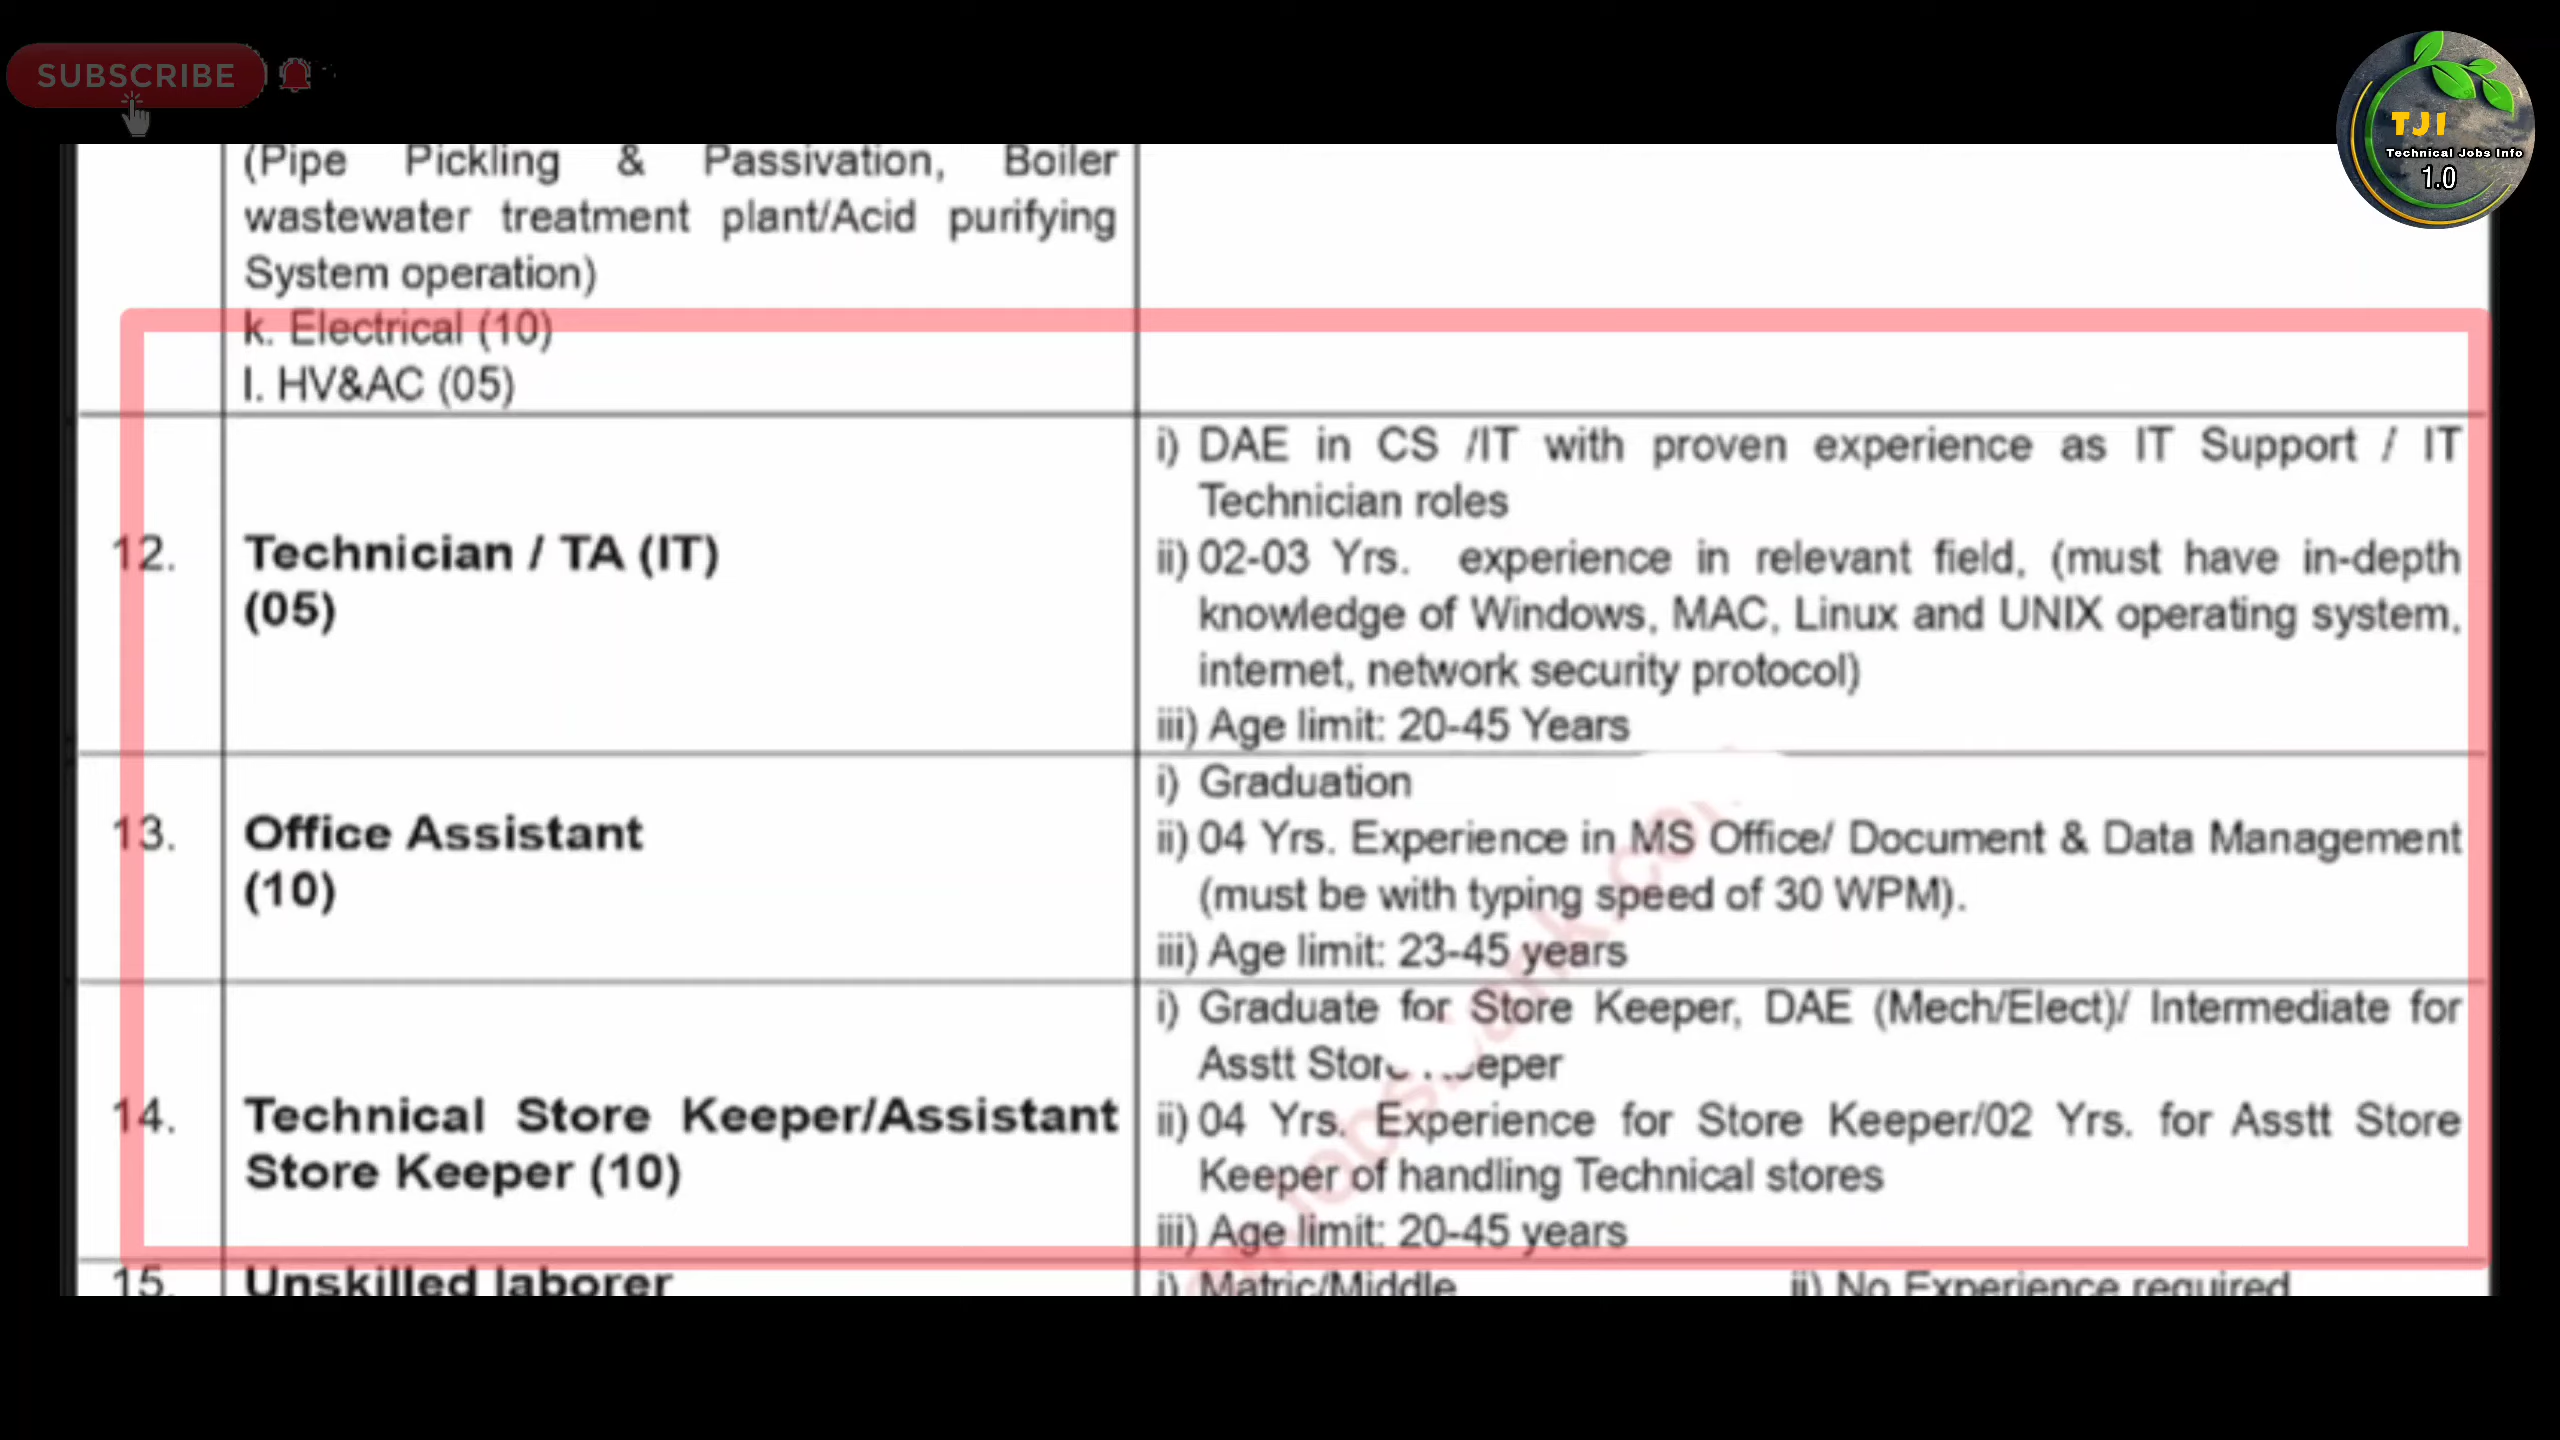 SUBSCRIBE
TJI
Technical Jobs Info
1.0
(Pipe Pickling & Passivation, Boiler
wastewater treatment plant/Acid purifying
System operation)
k. Electrical (10)
l. HV&AC (05)
12.
Technician / TA (IT)
(05)
i) DAE in CS /IT with proven experience as IT Support / IT
Technician roles
ii) 02-03 Yrs. experience in relevant field, (must have in-depth
knowledge of Windows, MAC, Linux and UNIX operating system,
internet, network security protocol)
iii) Age limit: 20-45 Years
13.
Office Assistant
(10)
i) Graduation
ii) 04 Yrs. Experience in MS Office/ Document & Data Management
(must be with typing speed of 30 WPM).
iii) Age limit: 23-45 years
14.
Technical Store Keeper/Assistant
Store Keeper (10)
i) Graduate for Store Keeper, DAE (Mech/Elect)/ Intermediate for
Asstt Store Keeper
ii) 04 Yrs. Experience for Store Keeper/02 Yrs. for Asstt Store
Keeper of handling Technical stores
iii) Age limit: 20-45 years
15.
Unskilled laborer
i) Matric/Middle
ii) No Experience required